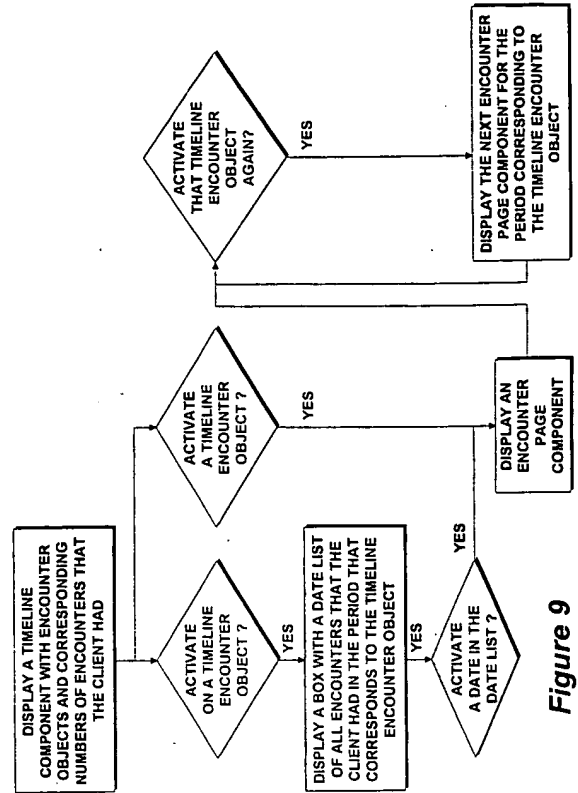 DISPLAY A TIMELINE
COMPONENT WITH ENCOUNTER
OBJECTS AND CORRESPONDING
NUMBERS OF ENCOUNTERS THAT
THE CLIENT HAD
ACTIVATE
ON A TIMELINE
ENCOUNTER
OBJECT ?
YES
DISPLAY A BOX WITH A DATE LIST
OF ALL ENCOUNTERS THAT THE
CLIENT HAD IN THE PERIOD THAT
CORRESPONDS TO THE TIMELINE
ENCOUNTER OBJECT
YES
ACTIVATE
A DATE IN THE
DATE LIST ?
YES
ACTIVATE
A TIMELINE
ENCOUNTER
OBJECT ?
YES
DISPLAY AN
ENCOUNTER
PAGE
COMPONENT
ACTIVATE
THAT TIMELINE
ENCOUNTER
OBJECT
AGAIN?
YES
DISPLAY THE NEXT ENCOUNTER
PAGE COMPONENT FOR THE
PERIOD CORRESPONDING TO
THE TIMELINE ENCOUNTER
OBJECT
Figure 9